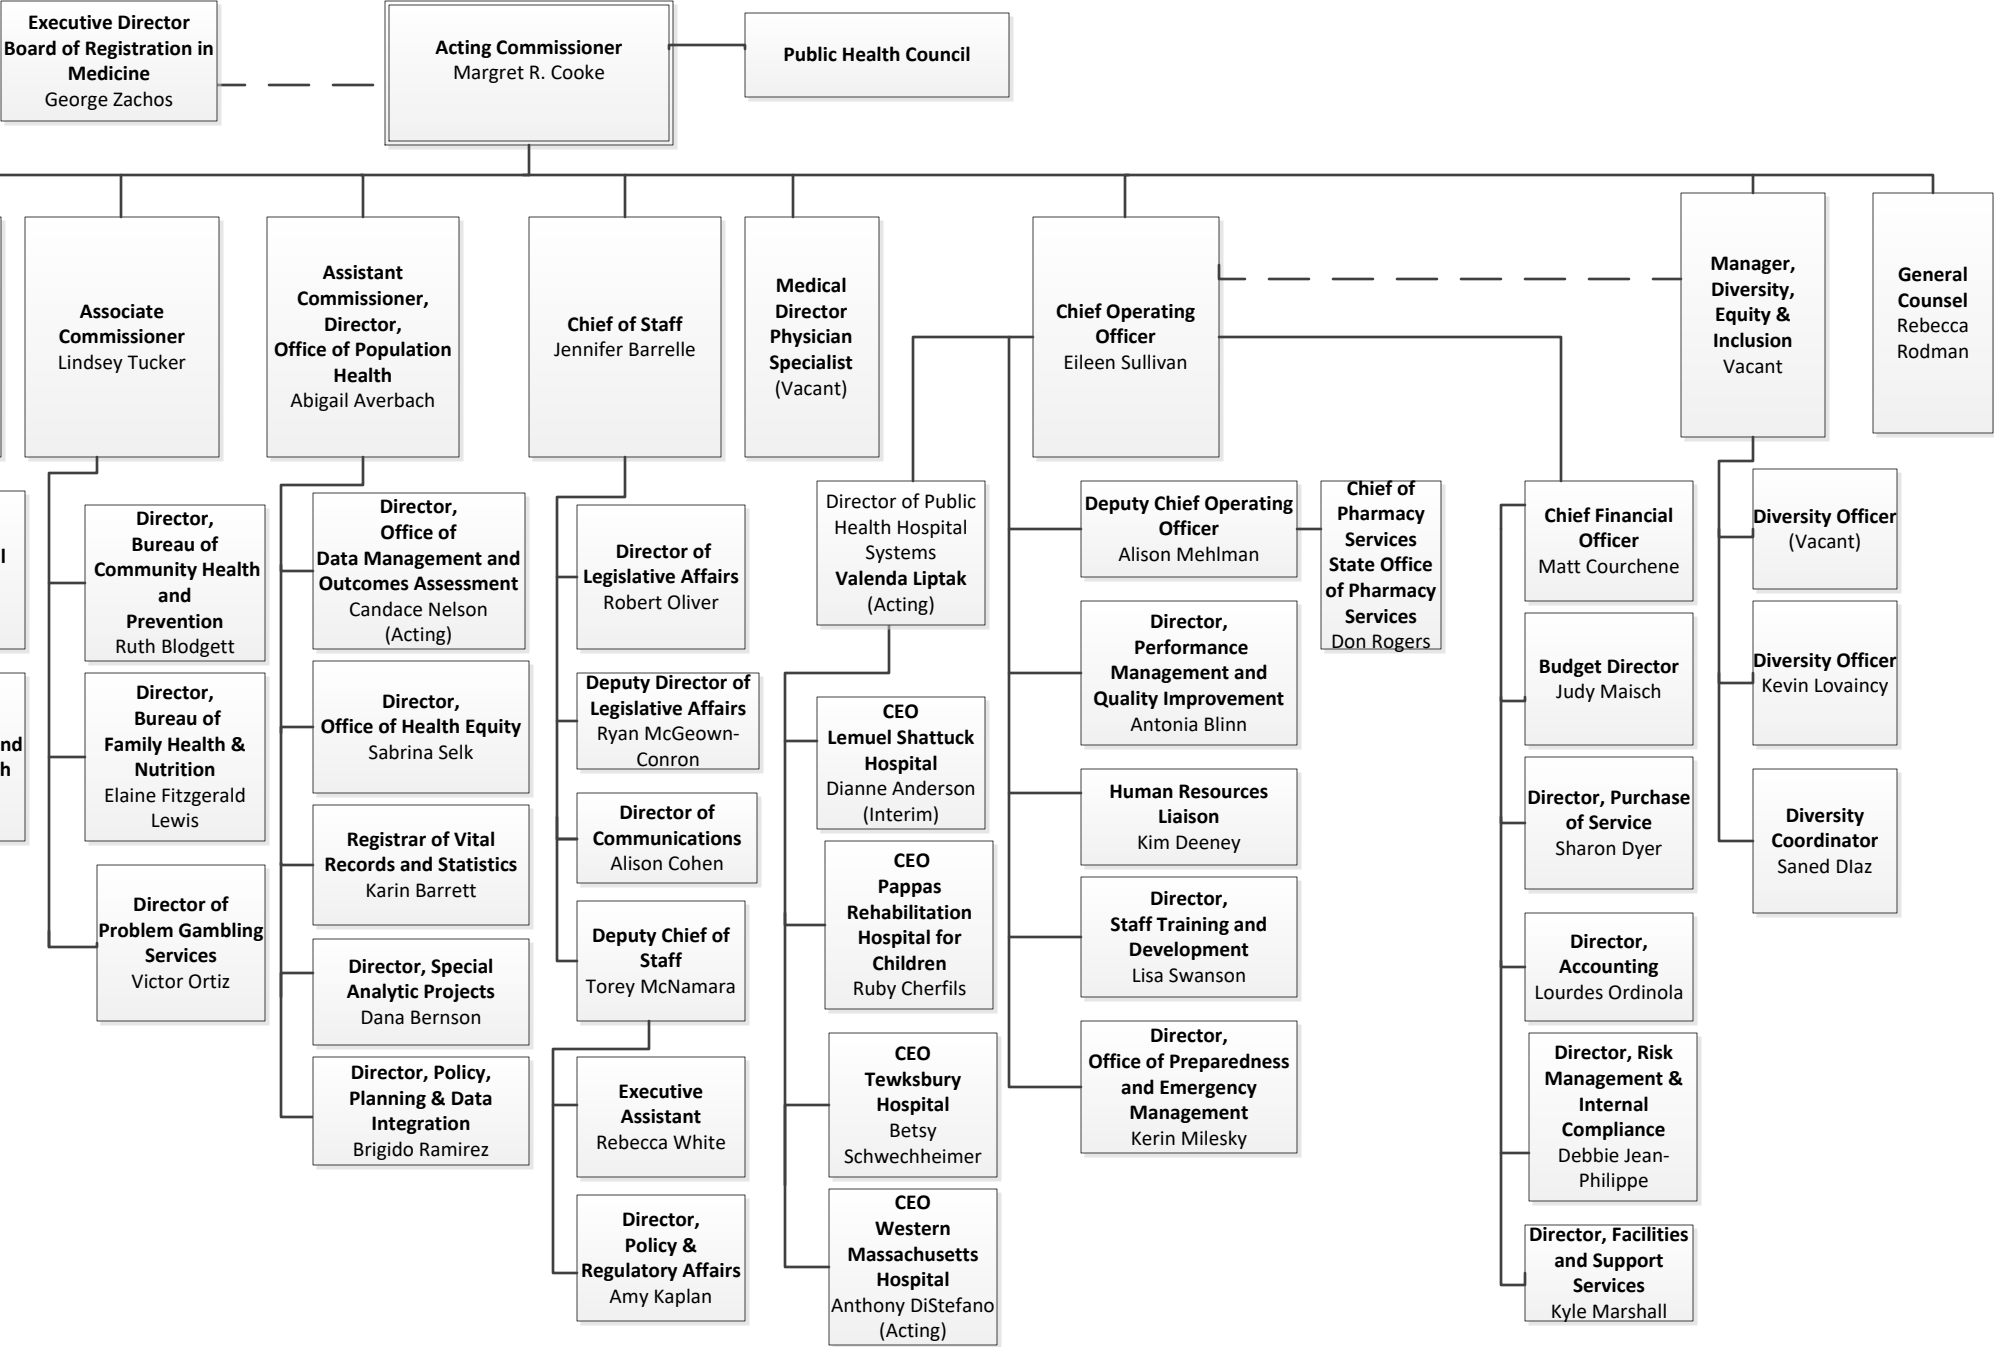 Executive Director
Board of Registration in
Medicine
George Zachos
Acting Commissioner
Margret R. Cooke
Public Health Council
Associate
Commissioner
Lindsey Tucker
Assistant
Commissioner,
Director,
Office of Population
Health
Abigail Averbach
Chief of Staff
Jennifer Barrelle
Medical
Director
Physician
Specialist
(Vacant)
Chief Operating
Officer
Eileen Sullivan
Manager,
Diversity,
Equity &
Inclusion
Vacant
General
Counsel
Rebecca
Rodman
l
nd
h
Director,
Bureau of
Community Health
and
Prevention
Ruth Blodgett
Director,
Bureau of
Family Health &
Nutrition
Elaine Fitzgerald
Lewis
Director of
Problem Gambling
Services
Victor Ortiz
Director,
Office of
Data Management and
Outcomes Assessment
Candace Nelson
(Acting)
Director,
Office of Health Equity
Sabrina Selk
Registrar of Vital
Records and Statistics
Karin Barrett
Director, Special
Analytic Projects
Dana Bernson
Director, Policy,
Planning & Data
Integration
Brigido Ramirez
Director of
Legislative Affairs
Robert Oliver
Deputy Director of
Legislative Affairs
Ryan McGeown-
Conron
Director of
Communications
Alison Cohen
Deputy Chief of
Staff
Torey McNamara
Executive
Assistant
Rebecca White
Director,
Policy &
Regulatory Affairs
Amy Kaplan
Director of Public
Health Hospital
Systems
Valenda Liptak
(Acting)
CEO
Lemuel Shattuck
Hospital
Dianne Anderson
(Interim)
CEO
Pappas
Rehabilitation
Hospital for
Children
Ruby Cherfils
CEO
Tewksbury
Hospital
Betsy
Schwechheimer
CEO
Western
Massachusetts
Hospital
Anthony DiStefano
(Acting)
Deputy Chief Operating
Officer
Alison Mehlman
Chief of
Pharmacy
Services
State Office
of Pharmacy
Services
Don Rogers
Director,
Performance
Management and
Quality Improvement
Antonia Blinn
Human Resources
Liaison
Kim Deeney
Director,
Staff Training and
Development
Lisa Swanson
Director,
Office of Preparedness
and Emergency
Management
Kerin Milesky
Chief Financial
Officer
Matt Courchene
Budget Director
Judy Maisch
Director, Purchase
of Service
Sharon Dyer
Director,
Accounting
Lourdes Ordinola
Director, Risk
Management &
Internal
Compliance
Debbie Jean-
Philippe
Director, Facilities
and Support
Services
Kyle Marshall
Diversity Officer
(Vacant)
Diversity Officer
Kevin Lovaincy
Diversity
Coordinator
Saned DIaz